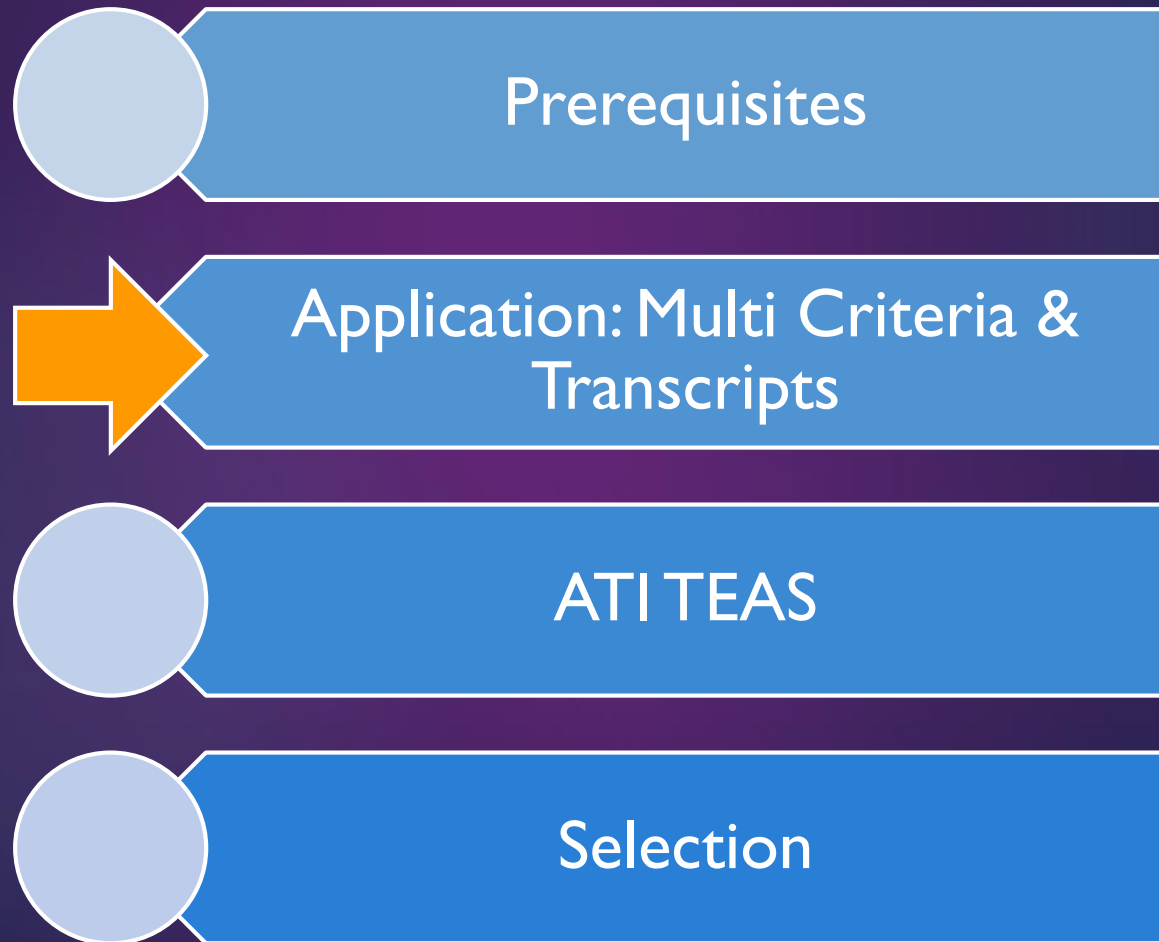 Prerequisites
Application: Multi Criteria &
Transcripts
ATI TEAS
Selection